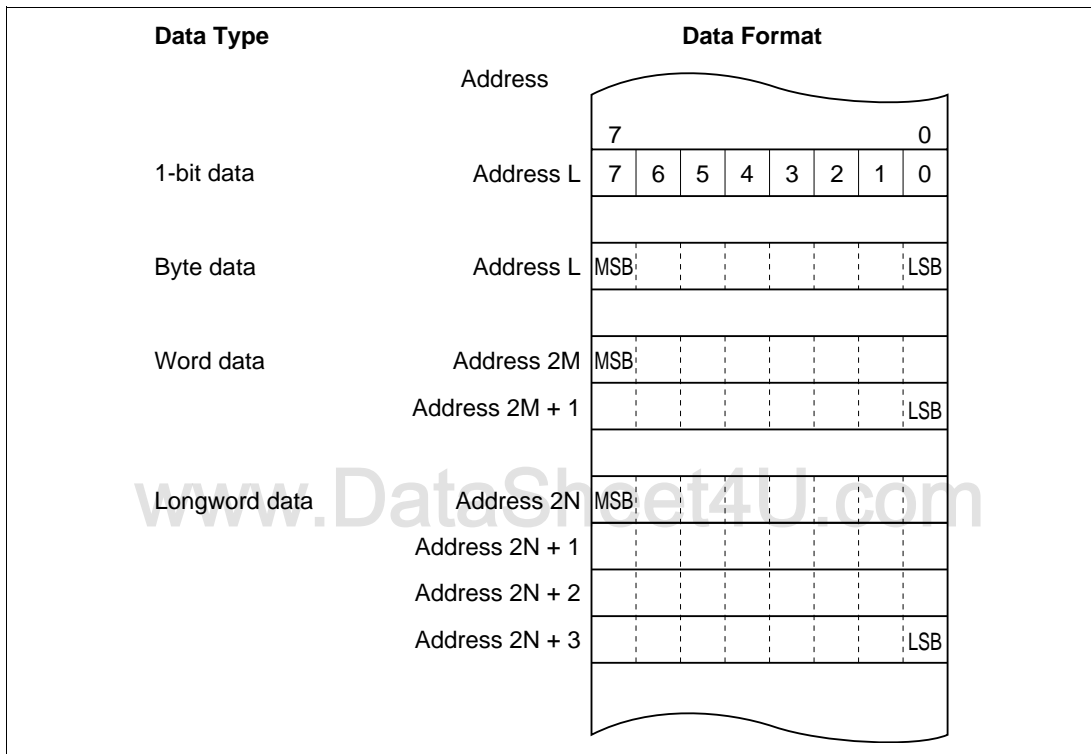 Data Type Data Format
Address
7 0
1-bit data Address L 7 6 5 4 3 2 1 0
Byte data Address L MSB LSB
Word data Address 2M MSB
Address 2M + 1 LSB
www.DataSheet4U.com
Longword data Address 2N MSB
Address 2N + 1
Address 2N + 2
Address 2N + 3 LSB